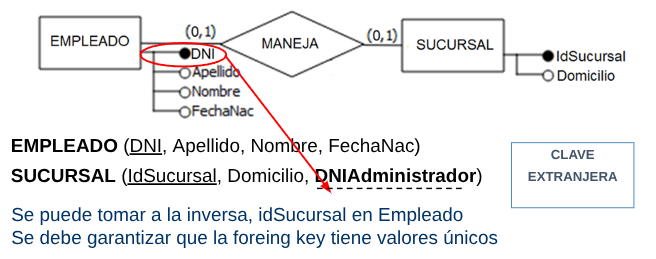 EMPLEADO
(0,1)
MANEJA
(0,1)
SUCURSAL
DNI
Apellido
Nombre
FechaNac
IdSucursal
Domicilio
EMPLEADO (DNI, Apellido, Nombre, FechaNac)
SUCURSAL (IdSucursal, Domicilio, DNIAdministrador)
CLAVE
EXTRANJERA
Se puede tomar a la inversa, idSucursal en Empleado
Se debe garantizar que la foreing key tiene valores únicos